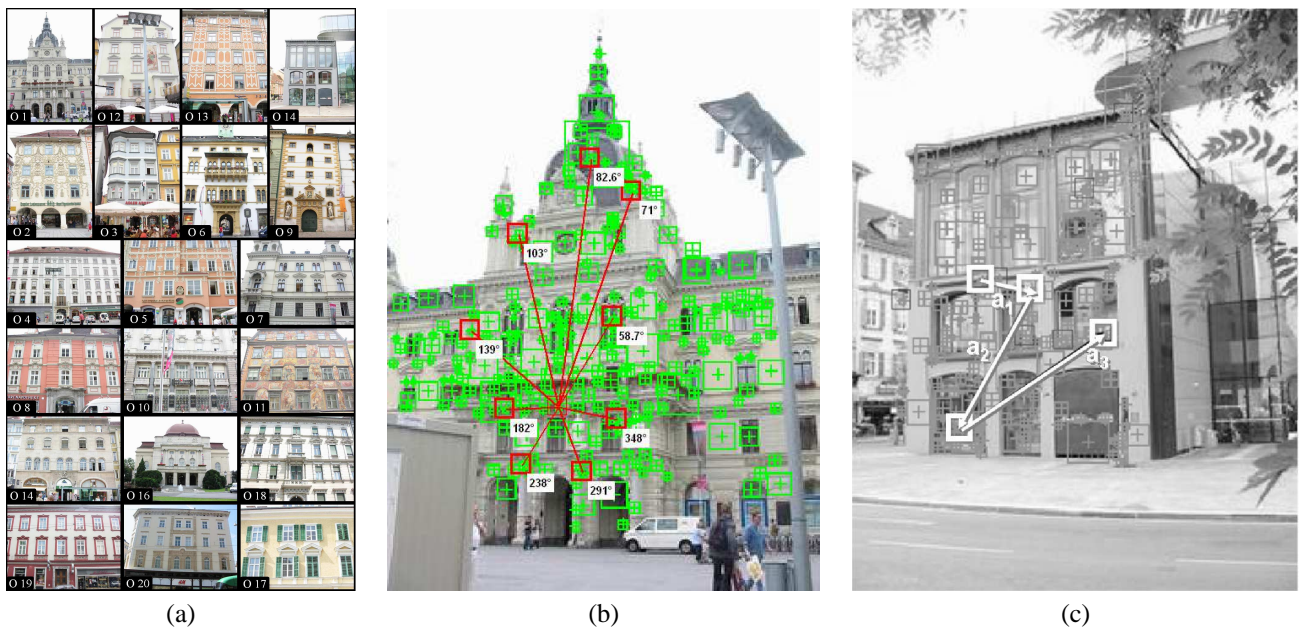 O 1
O 12
O 13
O 14
O 2
O 3
O 6
O 9
O 4
O 5
O 7
O 8
O 10
O 11
O 14
O 16
O 18
O 19
O 20
O 17
82.6°
71°
103°
58.7°
139°
182°
348°
238°
291°
a1
a2
a3
(a)
(b)
(c)